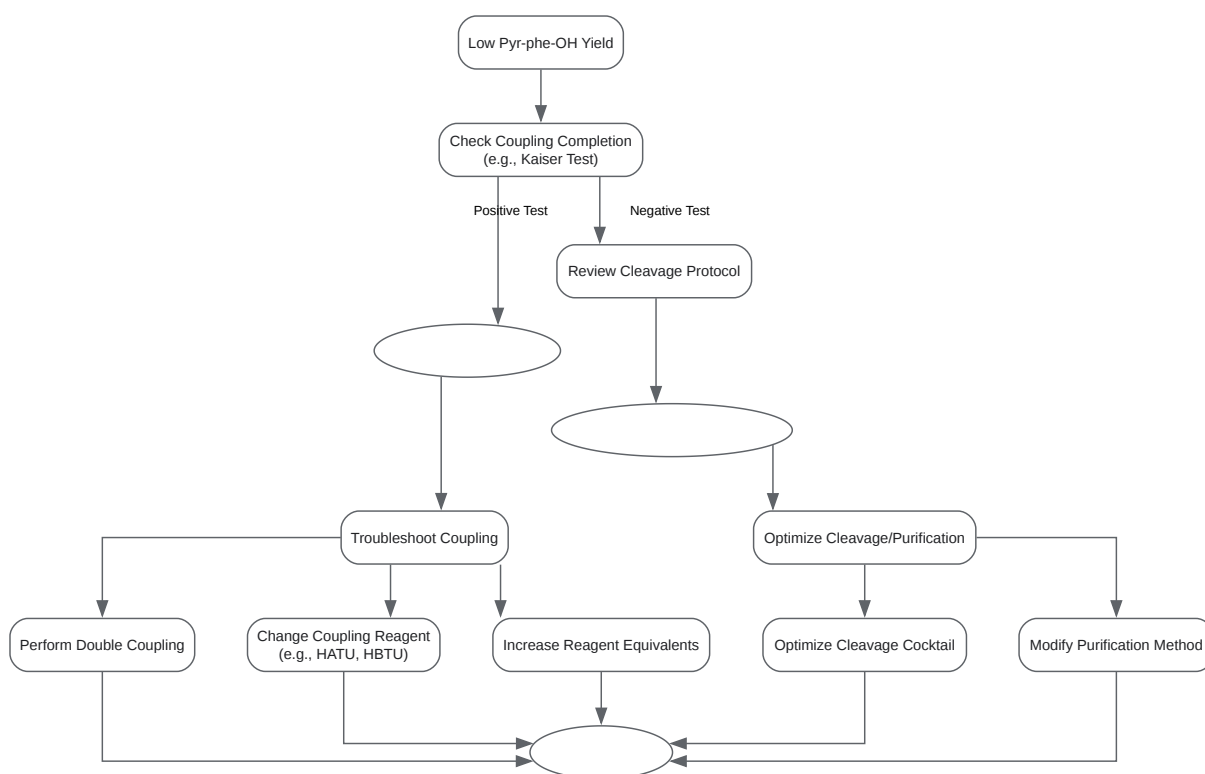 Low Pyr-phe-OH Yield
Check Coupling Completion
(e.g., Kaiser Test)
Positive Test
Negative Test
Review Cleavage Protocol
Troubleshoot Coupling
Optimize Cleavage/Purification
Perform Double Coupling
Change Coupling Reagent
(e.g., HATU, HBTU)
Increase Reagent Equivalents
Optimize Cleavage Cocktail
Modify Purification Method